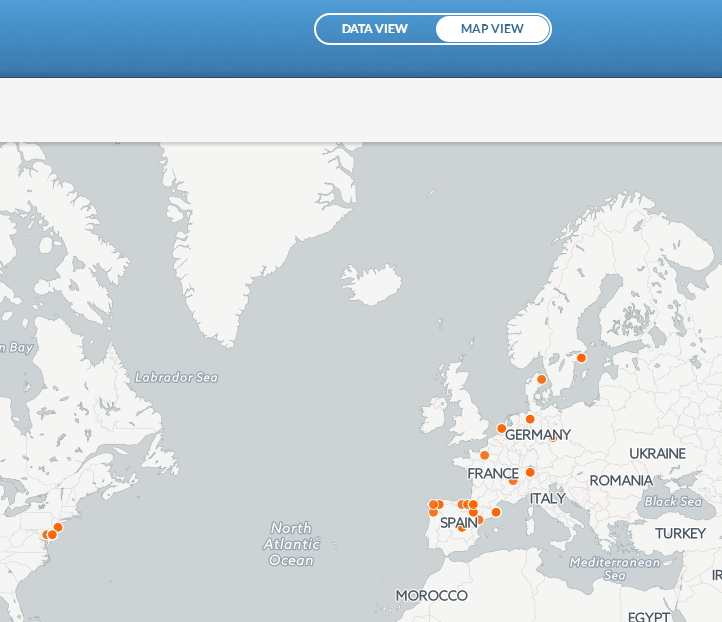 DATA VIEW
MAP VIEW
n Bay
Labrador Sea
GERMANY
UKRAINE
FRANCE
ROMANIA
ITALY
Black Sea
SPAIN
North
Atlantic
Ocean
TURKEY
Mediterranean
Sea
IR
MOROCCO
EGYPT